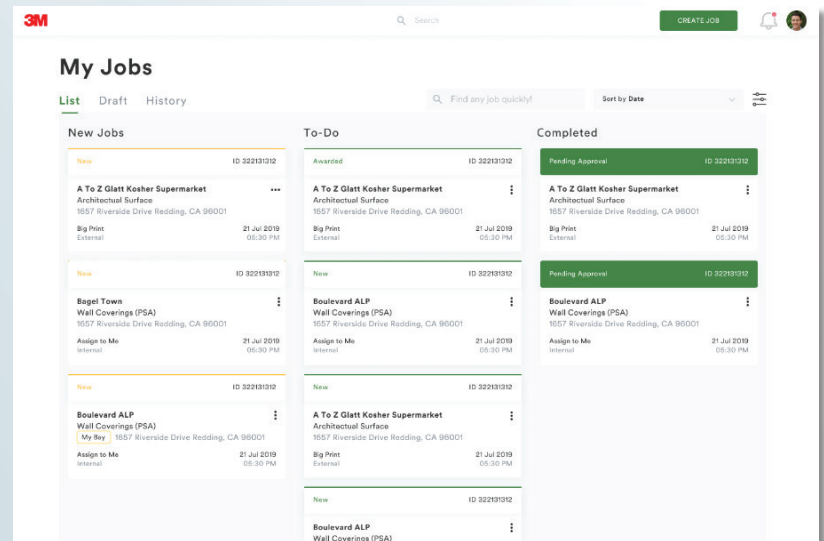 3M
Search
CREATE JOB
My Jobs
List Draft History
Find any job quickly!
Sort by Date
New Jobs
New ID 322131312
A To Z Glatt Kosher Supermarket
Architectual Surface
1657 Riverside Drive Redding, CA 96001
Big Print 21 Jul 2019
External 05:30 PM
New ID 322131312
Bagel Town
Wall Coverings (PSA)
1657 Riverside Drive Redding, CA 96001
Assign to Me 21 Jul 2019
Internal 05:30 PM
New ID 322131312
Boulevard ALP
Wall Coverings (PSA)
My Bay 1657 Riverside Drive Redding, CA 96001
Assign to Me 21 Jul 2019
Internal 05:30 PM
To-Do
Awarded ID 322131312
A To Z Glatt Kosher Supermarket
Architectual Surface
1657 Riverside Drive Redding, CA 96001
Big Print 21 Jul 2019
External 05:30 PM
New ID 322131312
Boulevard ALP
Wall Coverings (PSA)
1657 Riverside Drive Redding, CA 96001
Assign to Me 21 Jul 2019
Internal 05:30 PM
New ID 322131312
A To Z Glatt Kosher Supermarket
Architectual Surface
1657 Riverside Drive Redding, CA 96001
Big Print 21 Jul 2019
External 05:30 PM
New ID 322131312
Boulevard ALP
Wall Coverings (PSA)
Completed
Pending Approval ID 322131312
A To Z Glatt Kosher Supermarket
Architectual Surface
1657 Riverside Drive Redding, CA 96001
Big Print 21 Jul 2019
External 05:30 PM
Pending Approval ID 322131312
Boulevard ALP
Wall Coverings (PSA)
1657 Riverside Drive Redding, CA 96001
Assign to Me 21 Jul 2019
Internal 05:30 PM